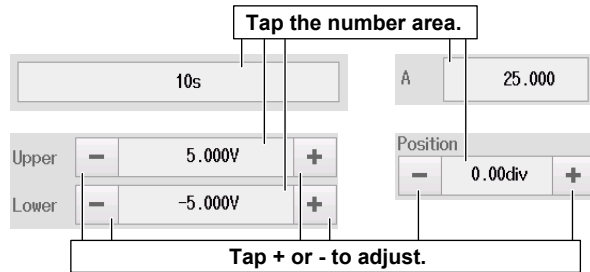 Tap the number area.
10s
A 25.000
Upper − 5.000V +
Lower − -5.000V +
Position
− 0.00div +
Tap + or - to adjust.